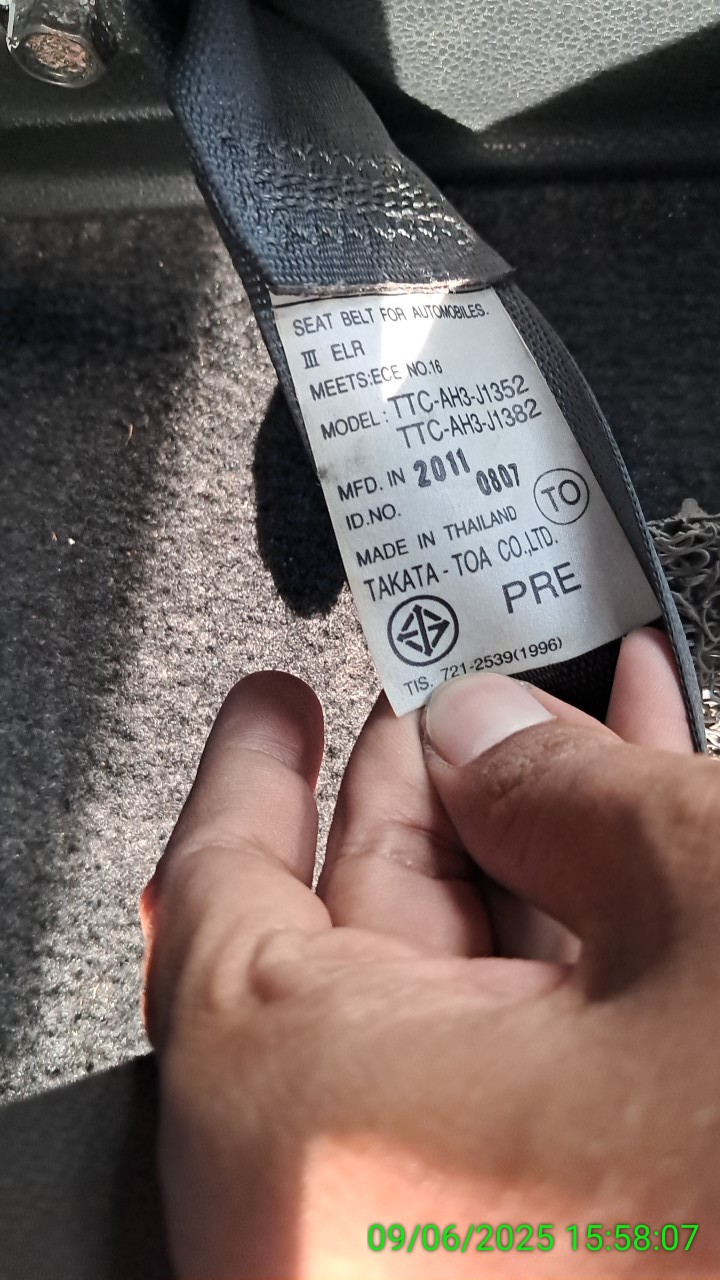 SEAT BELT FOR AUTOMOBILES.
III ELR
MEETS:ECE NO.16
MODEL : TTC-AH3-J1352
TTC-AH3-J1382
MFD. IN 2011
ID.NO. 0807
TO
MADE IN THAILAND
TAKATA - TOA CO.,LTD.
PRE
TIS. 721-2539(1996)
09/06/2025 15:58:07